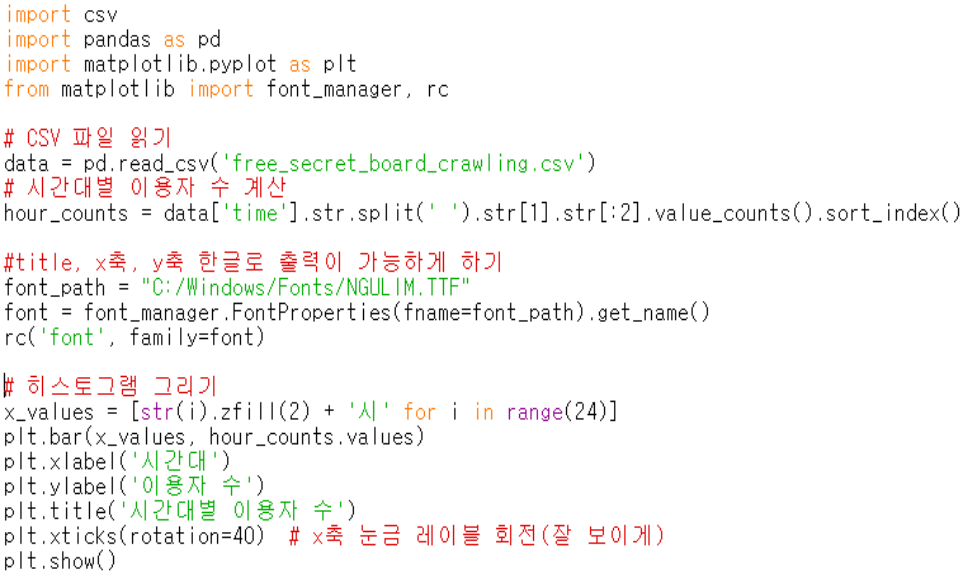 import csv
import pandas as pd
import matplotlib.pyplot as plt
from matplotlib import font_manager, rc

# CSV 파일 읽기
data = pd.read_csv('free_secret_board_crawling.csv')
# 시간대별 이용자 수 계산
hour_counts = data['time'].str.split(' ').str[1].str[:2].value_counts().sort_index()

#title, x축, y축 한글로 출력이 가능하게 하기
font_path = "C:/Windows/Fonts/NGULIM.TTF"
font = font_manager.FontProperties(fname=font_path).get_name()
rc('font', family=font)

# 히스토그램 그리기
x_values = [str(i).zfill(2) + '시' for i in range(24)]
plt.bar(x_values, hour_counts.values)
plt.xlabel('시간대')
plt.ylabel('이용자 수')
plt.title('시간대별 이용자 수')
plt.xticks(rotation=40)  # x축 눈금 레이블 회전(잘 보이게)
plt.show()